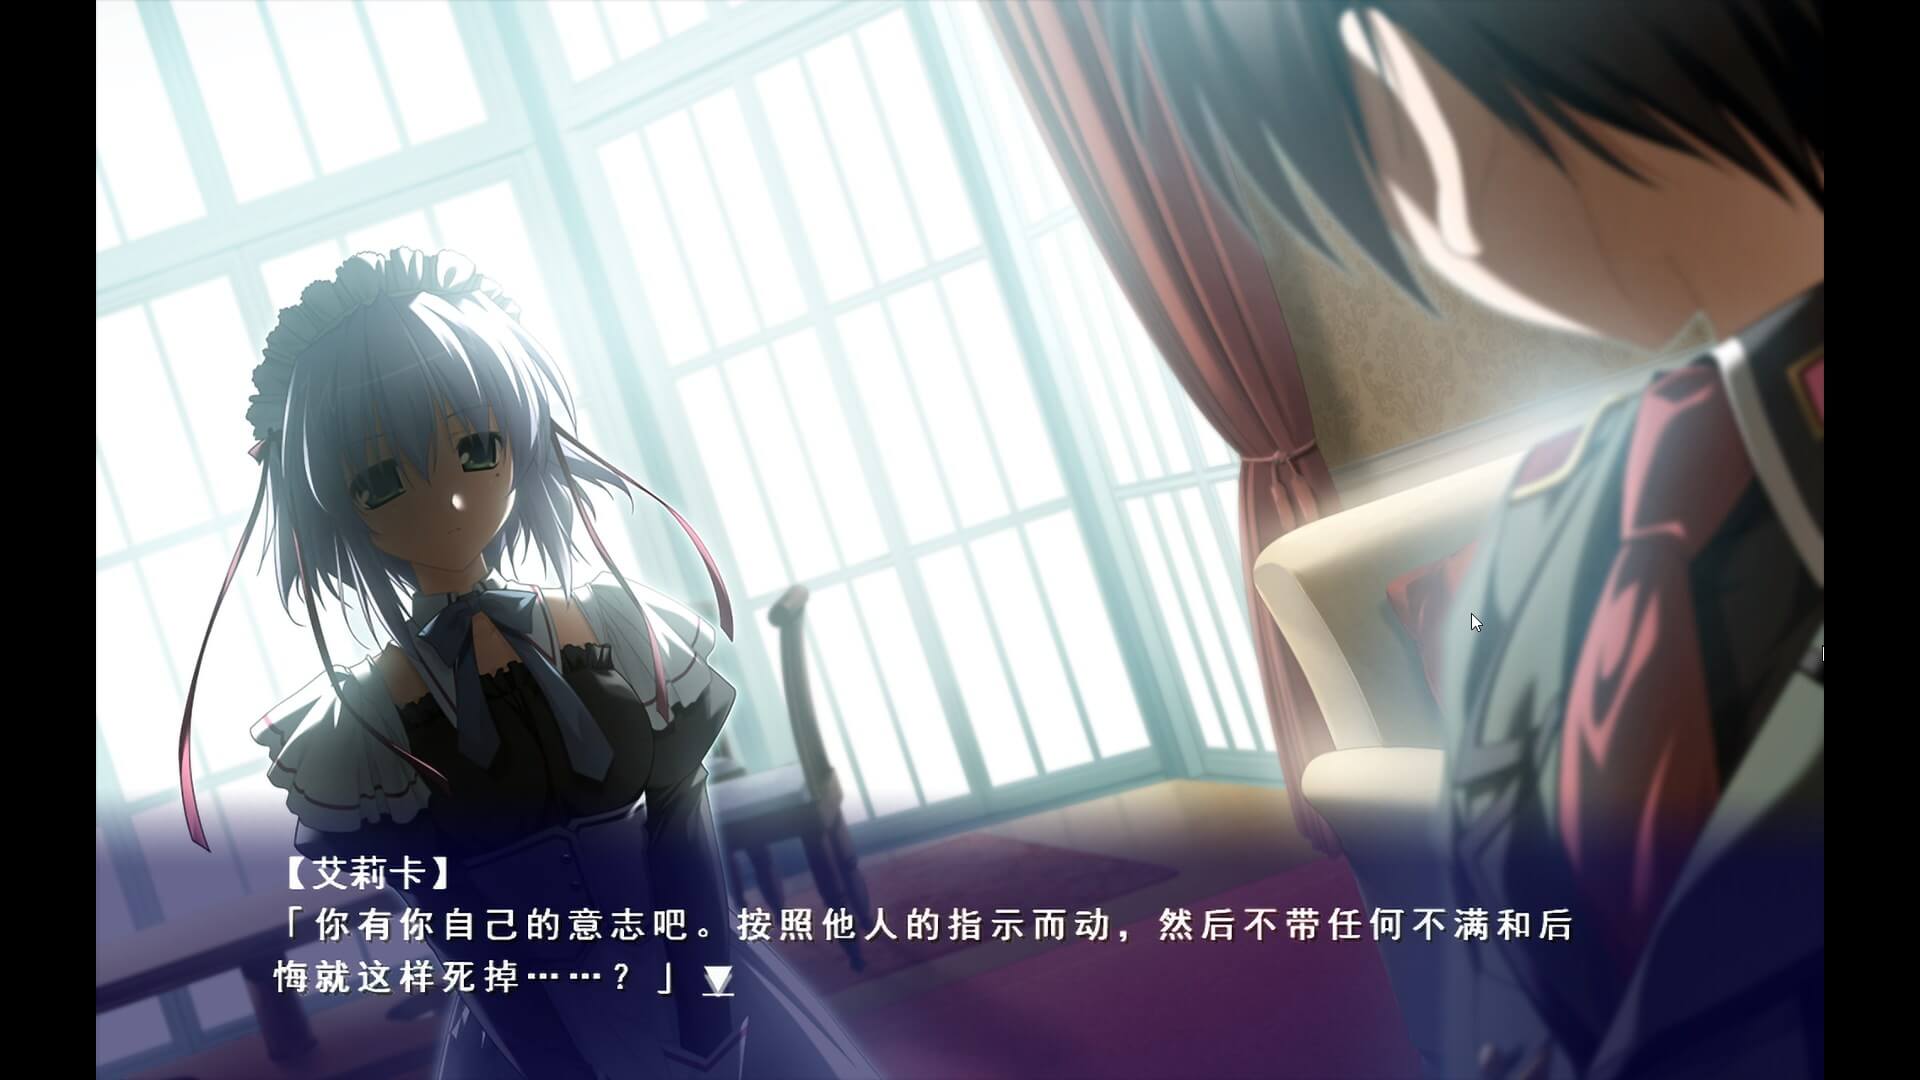 【艾莉卡】
「你有你自己的意志吧。按照他人的指示而动，然后不带任何不满和后
悔就这样死掉……？」